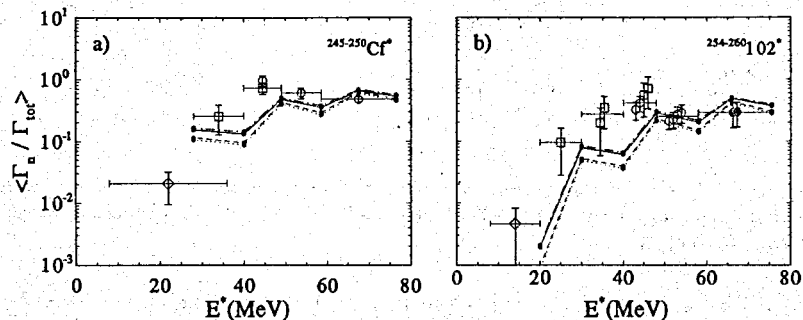 a)
²⁴⁵⁻²⁵⁰Cf*
<Γn / Γtot>
10¹
10⁰
10⁻¹
10⁻²
10⁻³
0 20 40 60 80
E*(MeV)
b)
²⁵⁴⁻²⁶⁰102*
0 20 40 60 80
E*(MeV)